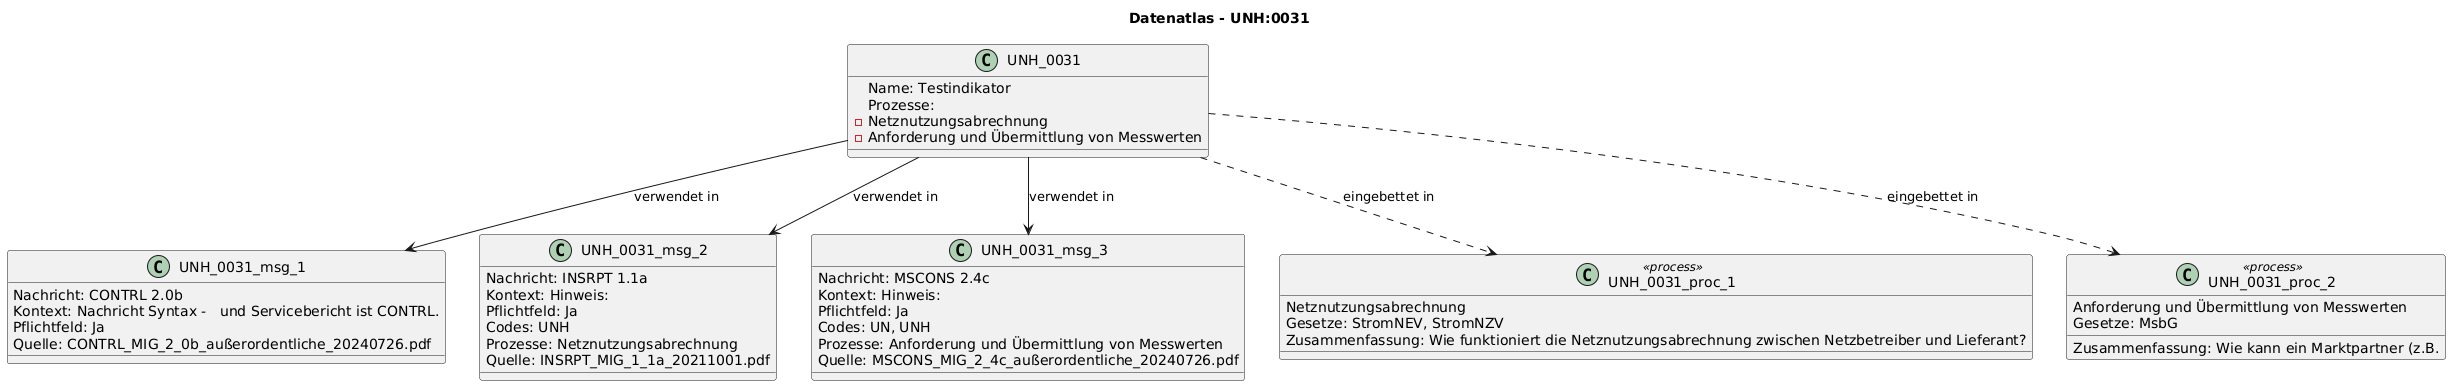 Datenatlas - UNH:0031
C UNH_0031
Name: Testindikator
Prozesse:
Netznutzungsabrechnung
Anforderung und Übermittlung von Messwerten
verwendet in
verwendet in
verwendet in
eingebettet in
eingebettet in
C UNH_0031_msg_1
Nachricht: CONTRL 2.0b
Kontext: Nachricht Syntax -   und Servicebericht ist CONTRL.
Pflichtfeld: Ja
Quelle: CONTRL_MIG_2_0b_außerordentliche_20240726.pdf
C UNH_0031_msg_2
Nachricht: INSRPT 1.1a
Kontext: Hinweis:
Pflichtfeld: Ja
Codes: UNH
Prozesse: Netznutzungsabrechnung
Quelle: INSRPT_MIG_1_1a_20211001.pdf
C UNH_0031_msg_3
Nachricht: MSCONS 2.4c
Kontext: Hinweis:
Pflichtfeld: Ja
Codes: UN, UNH
Prozesse: Anforderung und Übermittlung von Messwerten
Quelle: MSCONS_MIG_2_4c_außerordentliche_20240726.pdf
«process»
C UNH_0031_proc_1
Netznutzungsabrechnung
Gesetze: StromNEV, StromNZV
Zusammenfassung: Wie funktioniert die Netznutzungsabrechnung zwischen Netzbetreiber und Lieferant?
«process»
C UNH_0031_proc_2
Anforderung und Übermittlung von Messwerten
Gesetze: MsbG
Zusammenfassung: Wie kann ein Marktpartner (z.B.